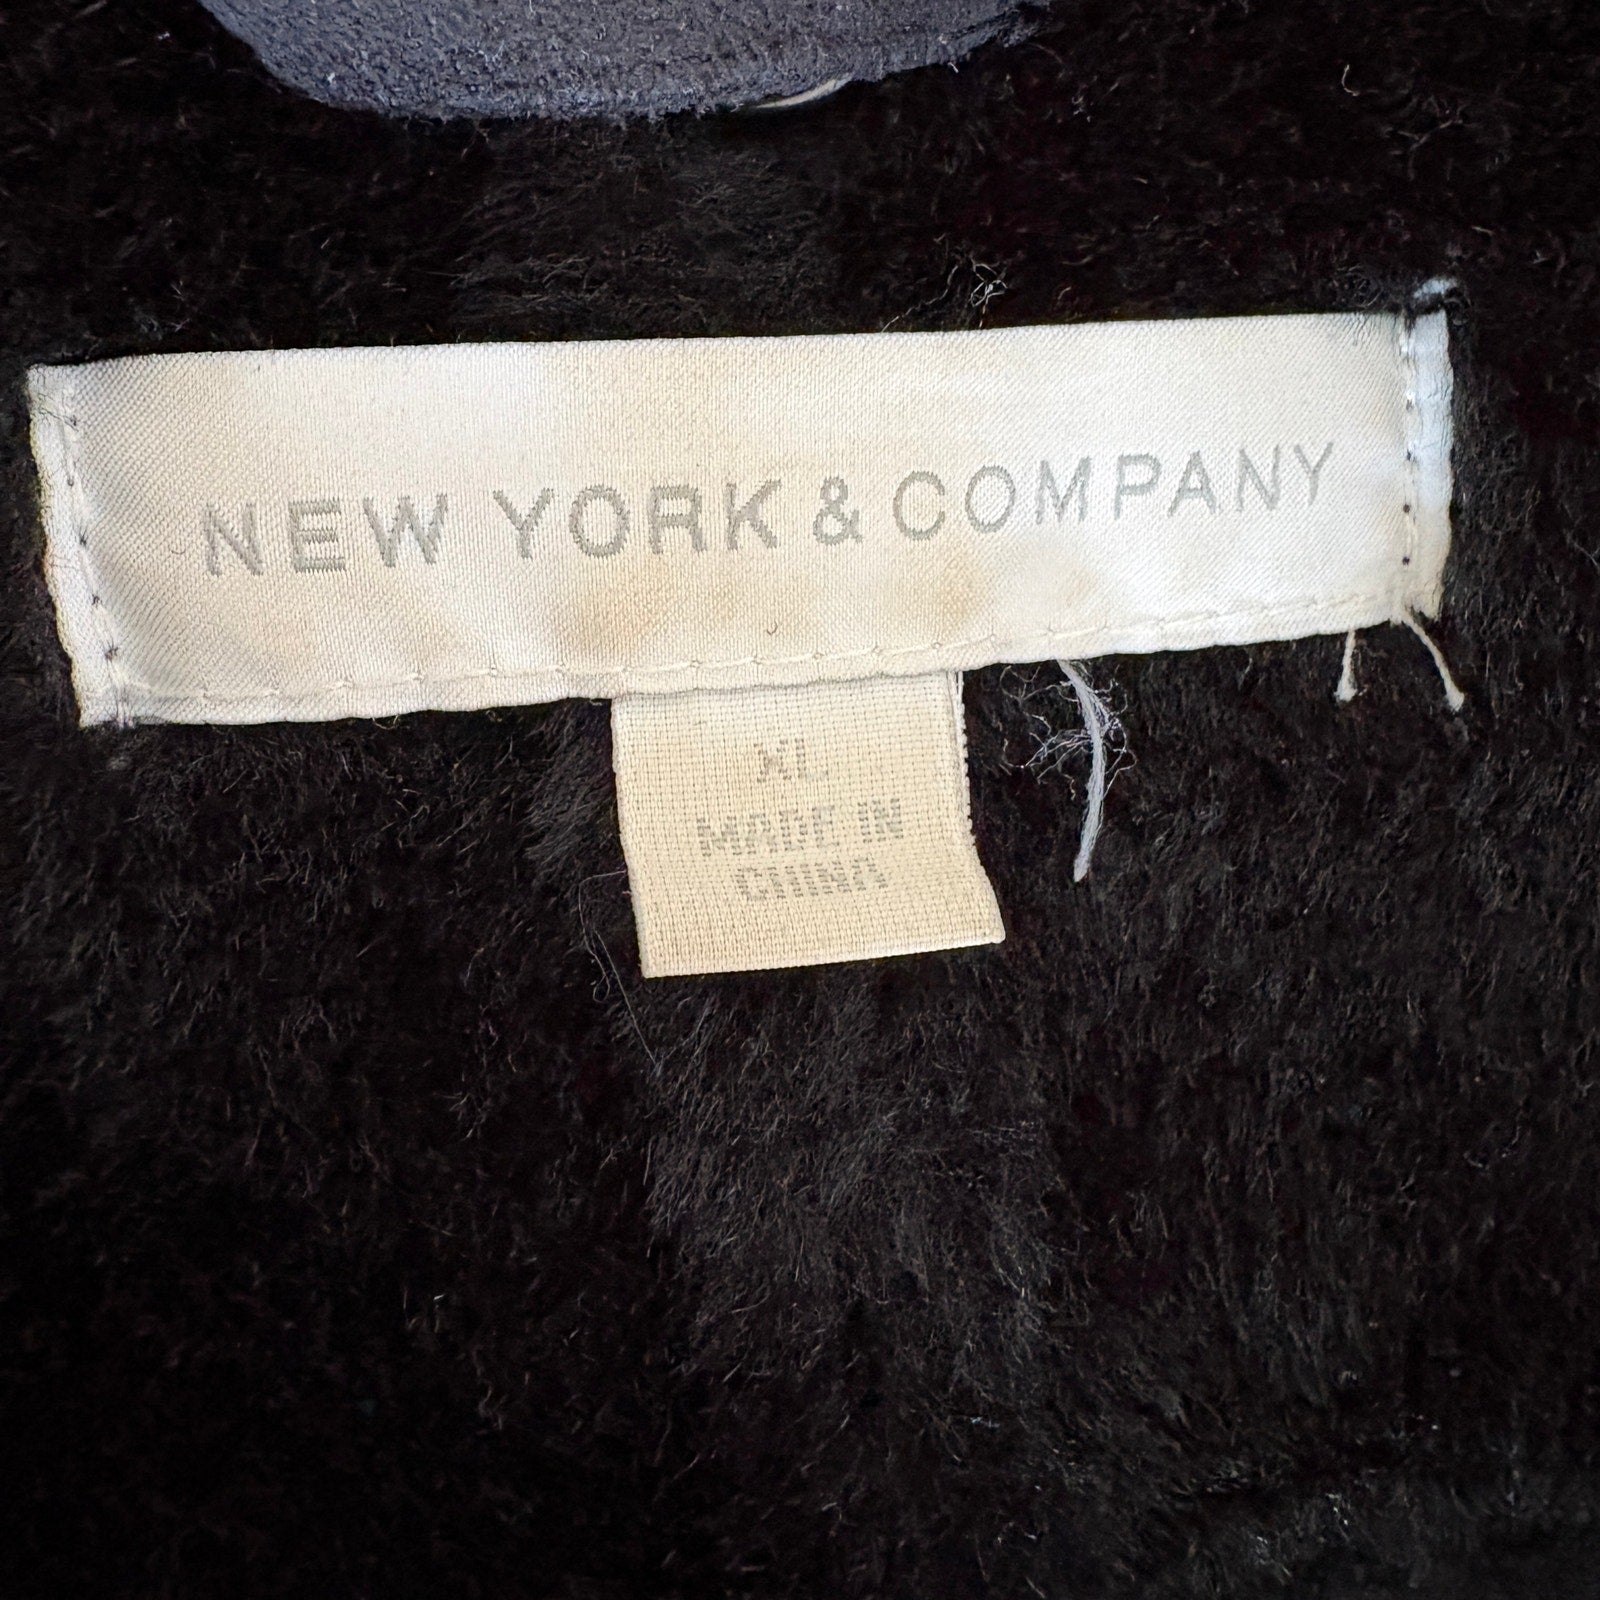 NEW YORK & COMPANY
XL
MADE IN
CHINA